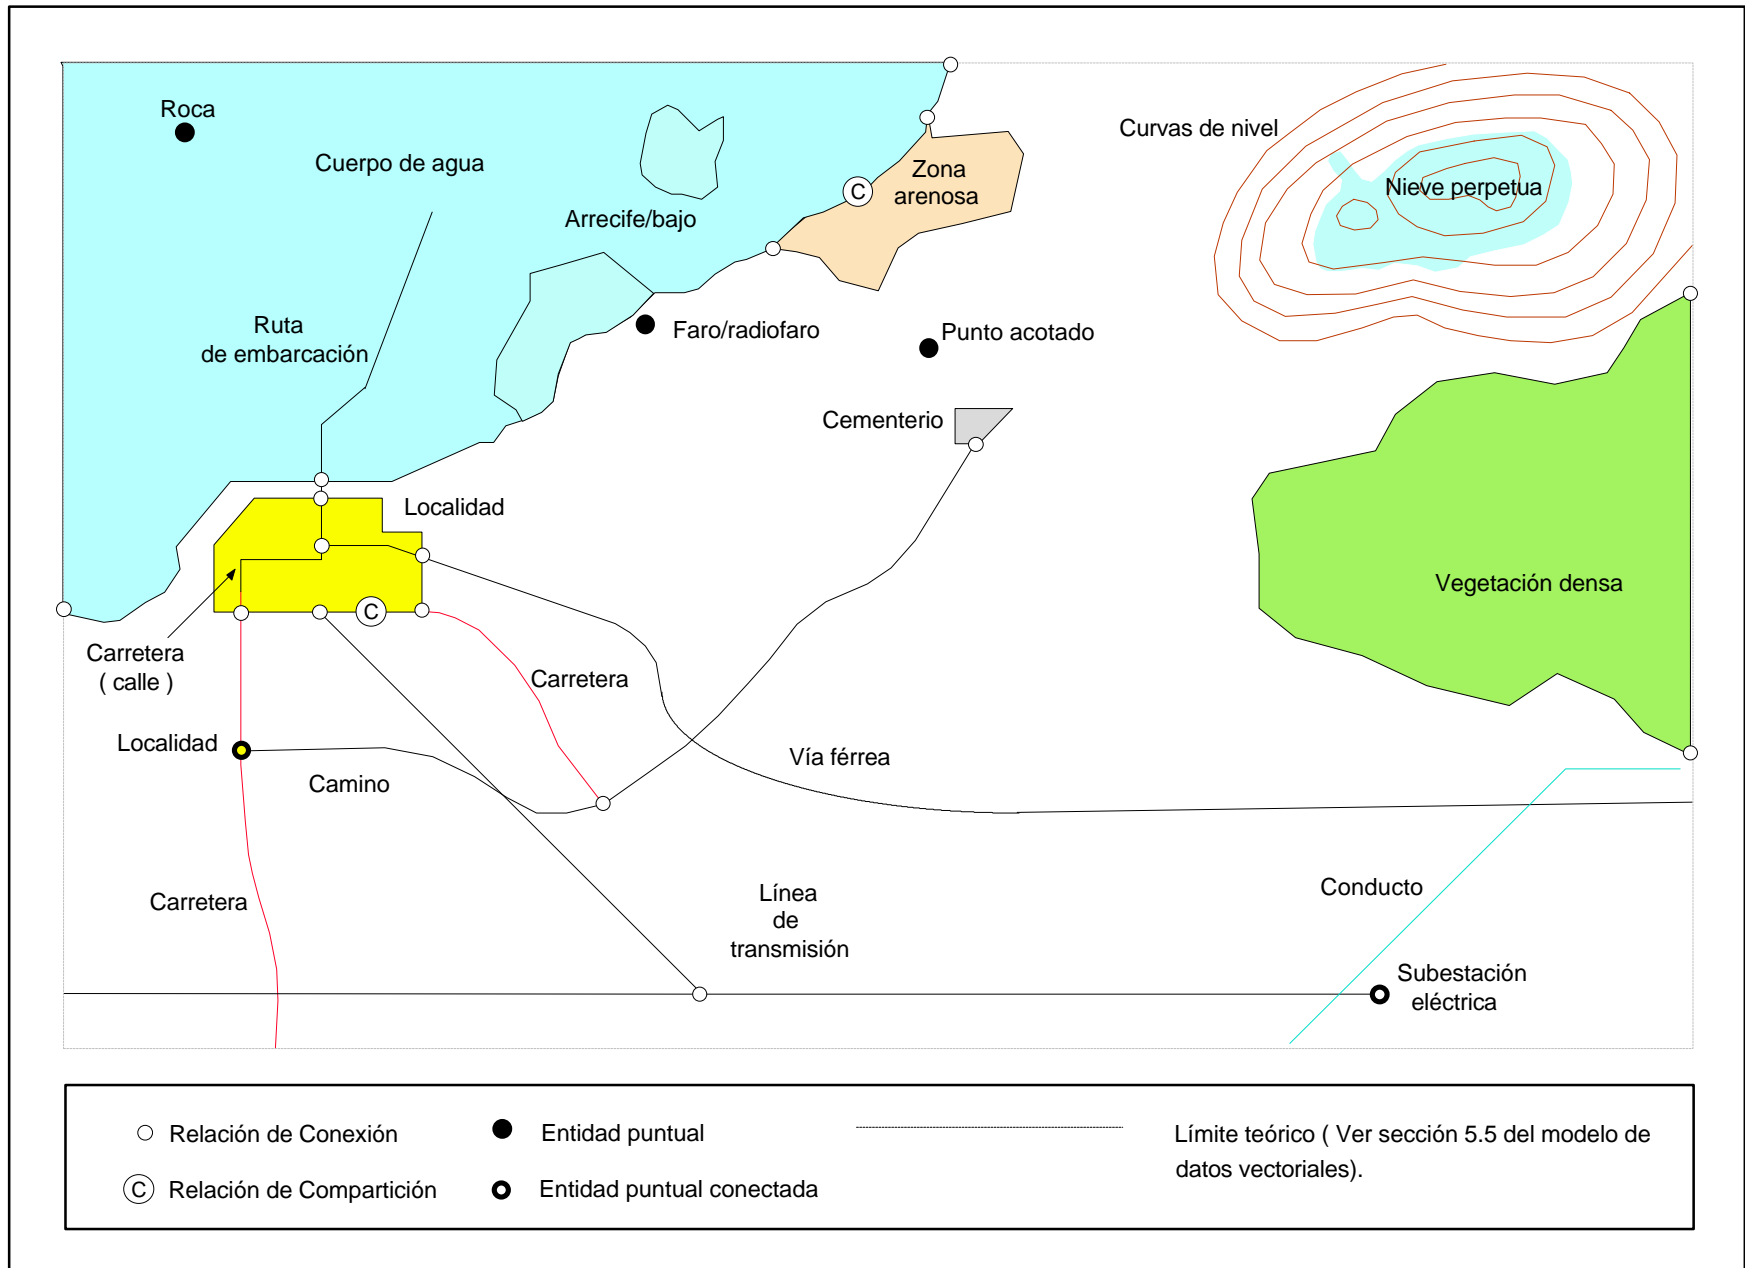 Roca
Curvas de nivel
Cuerpo de agua
Zona
arenosa
C
Nieve perpetua
Arrecife/bajo
Ruta
de embarcación
Faro/radiofaro
Punto acotado
Cementerio
Localidad
Vegetación densa
C
Carretera
( calle )
Carretera
Localidad
Camino
Vía férrea
Carretera
Línea
de
transmisión
Conducto
Subestación
eléctrica
Relación de Conexión
Entidad puntual
Límite teórico ( Ver sección 5.5 del modelo de
datos vectoriales).
C Relación de Compartición
Entidad puntual conectada